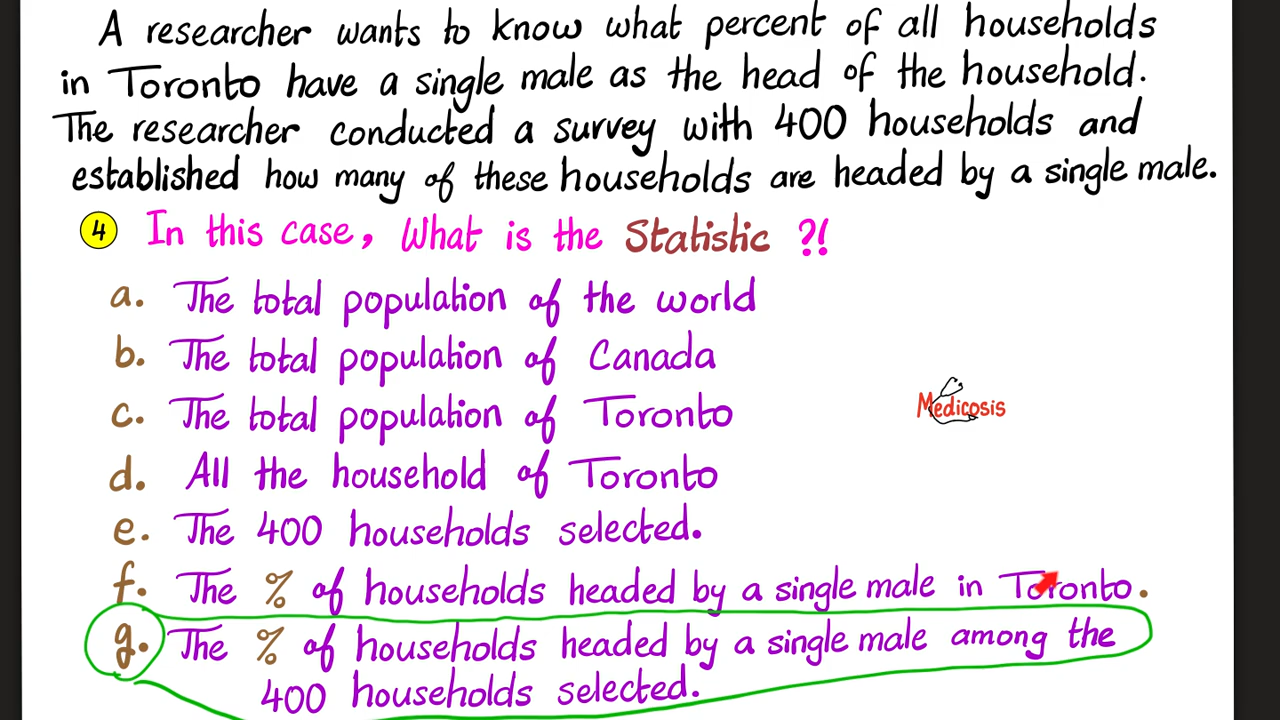 A researcher wants to know what percent of all households
in Toronto have a single male as the head of the household.
The researcher conducted a survey with 400 households and
established how many of these households are headed by a single male.
4 In this case, What is the Statistic ?!
a. The total population of the world
b. The total population of Canada
c. The total population of Toronto
Medicosis
d. All the household of Toronto
e. The 400 households selected.
f. The % of households headed by a single male in Toronto.
g. The % of households headed by a single male among the
400 households selected.